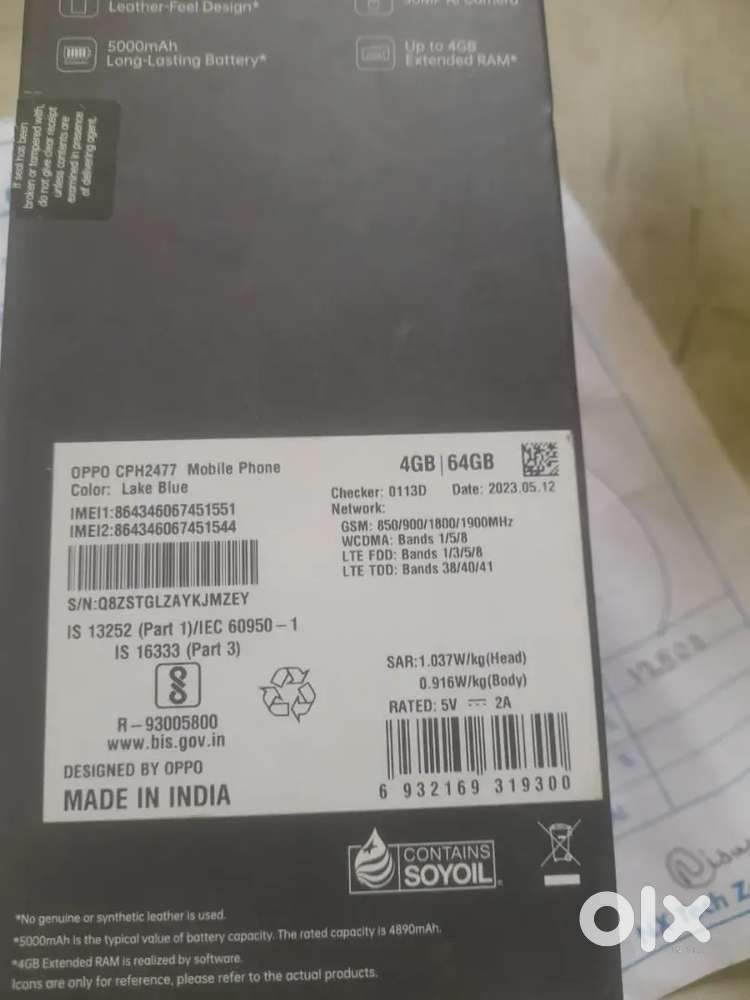 Leather-Feel Design*
5000mAh
Long-Lasting Battery*
Up to 4GB
Extended RAM*
If seal has been
broken or tampered with,
do not give clear receipt
unless contents are
examined in presence
of delivering agent.
OPPO CPH2477 Mobile Phone
Color: Lake Blue
IMEI1:864346067451551
IMEI2:864346067451544
S/N:Q8ZSTGLZAYKJMZEY
IS 13252 (Part 1)/IEC 60950-1
IS 16333 (Part 3)
R-93005800
www.bis.gov.in
DESIGNED BY OPPO
MADE IN INDIA
4GB|64GB
Checker: 0113D Date: 2023.05.12
Network:
GSM: 850/900/1800/1900MHz
WCDMA: Bands 1/5/8
LTE FDD: Bands 1/3/5/8
LTE TDD: Bands 38/40/41
SAR:1.037W/kg(Head)
0.916W/kg(Body)
RATED: 5V 2A
6 932169 319300
CONTAINS
SOYOIL
*No genuine or synthetic leather is used.
*5000mAh is the typical value of battery capacity. The rated capacity is 4890mAh.
*4GB Extended RAM is realized by software.
Icons are only for reference, please refer to the actual products.
olx